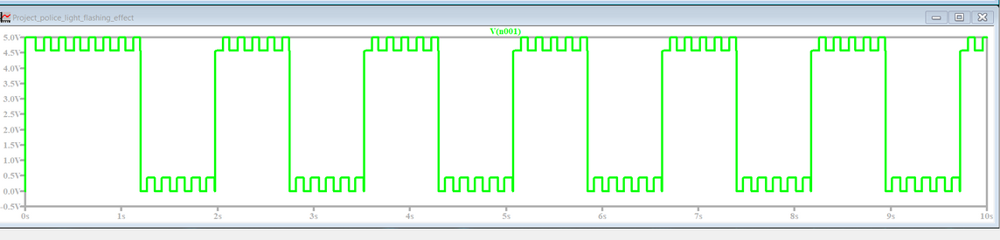 Project_police_light_flashing_effect
V(n001)
5.0V
4.5V
4.0V
3.5V
3.0V
2.5V
2.0V
1.5V
1.0V
0.5V
0.0V
-0.5V
0s 1s 2s 3s 4s 5s 6s 7s 8s 9s 10s